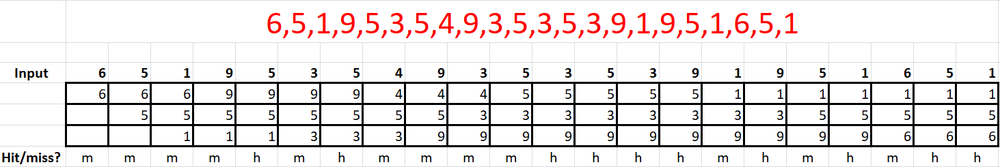 6,5,1,9,5,3,5,4,9,3,5,3,5,3,9,1,9,5,1,6,5,1
Input 6 5 1 9 5 3 5 4 9 3 5 3 5 3 9 1 9 5 1 6 5 1
6 6 6 9 9 9 9 4 4 4 5 5 5 5 5 1 1 1 1 1 1 1
5 5 5 5 5 5 5 5 3 3 3 3 3 3 3 3 5 5 5 5 5
1 1 1 3 3 3 9 9 9 9 9 9 9 9 9 9 9 6 6 6
Hit/miss? m m m m h m h m m m m h h h h m h m h m h h